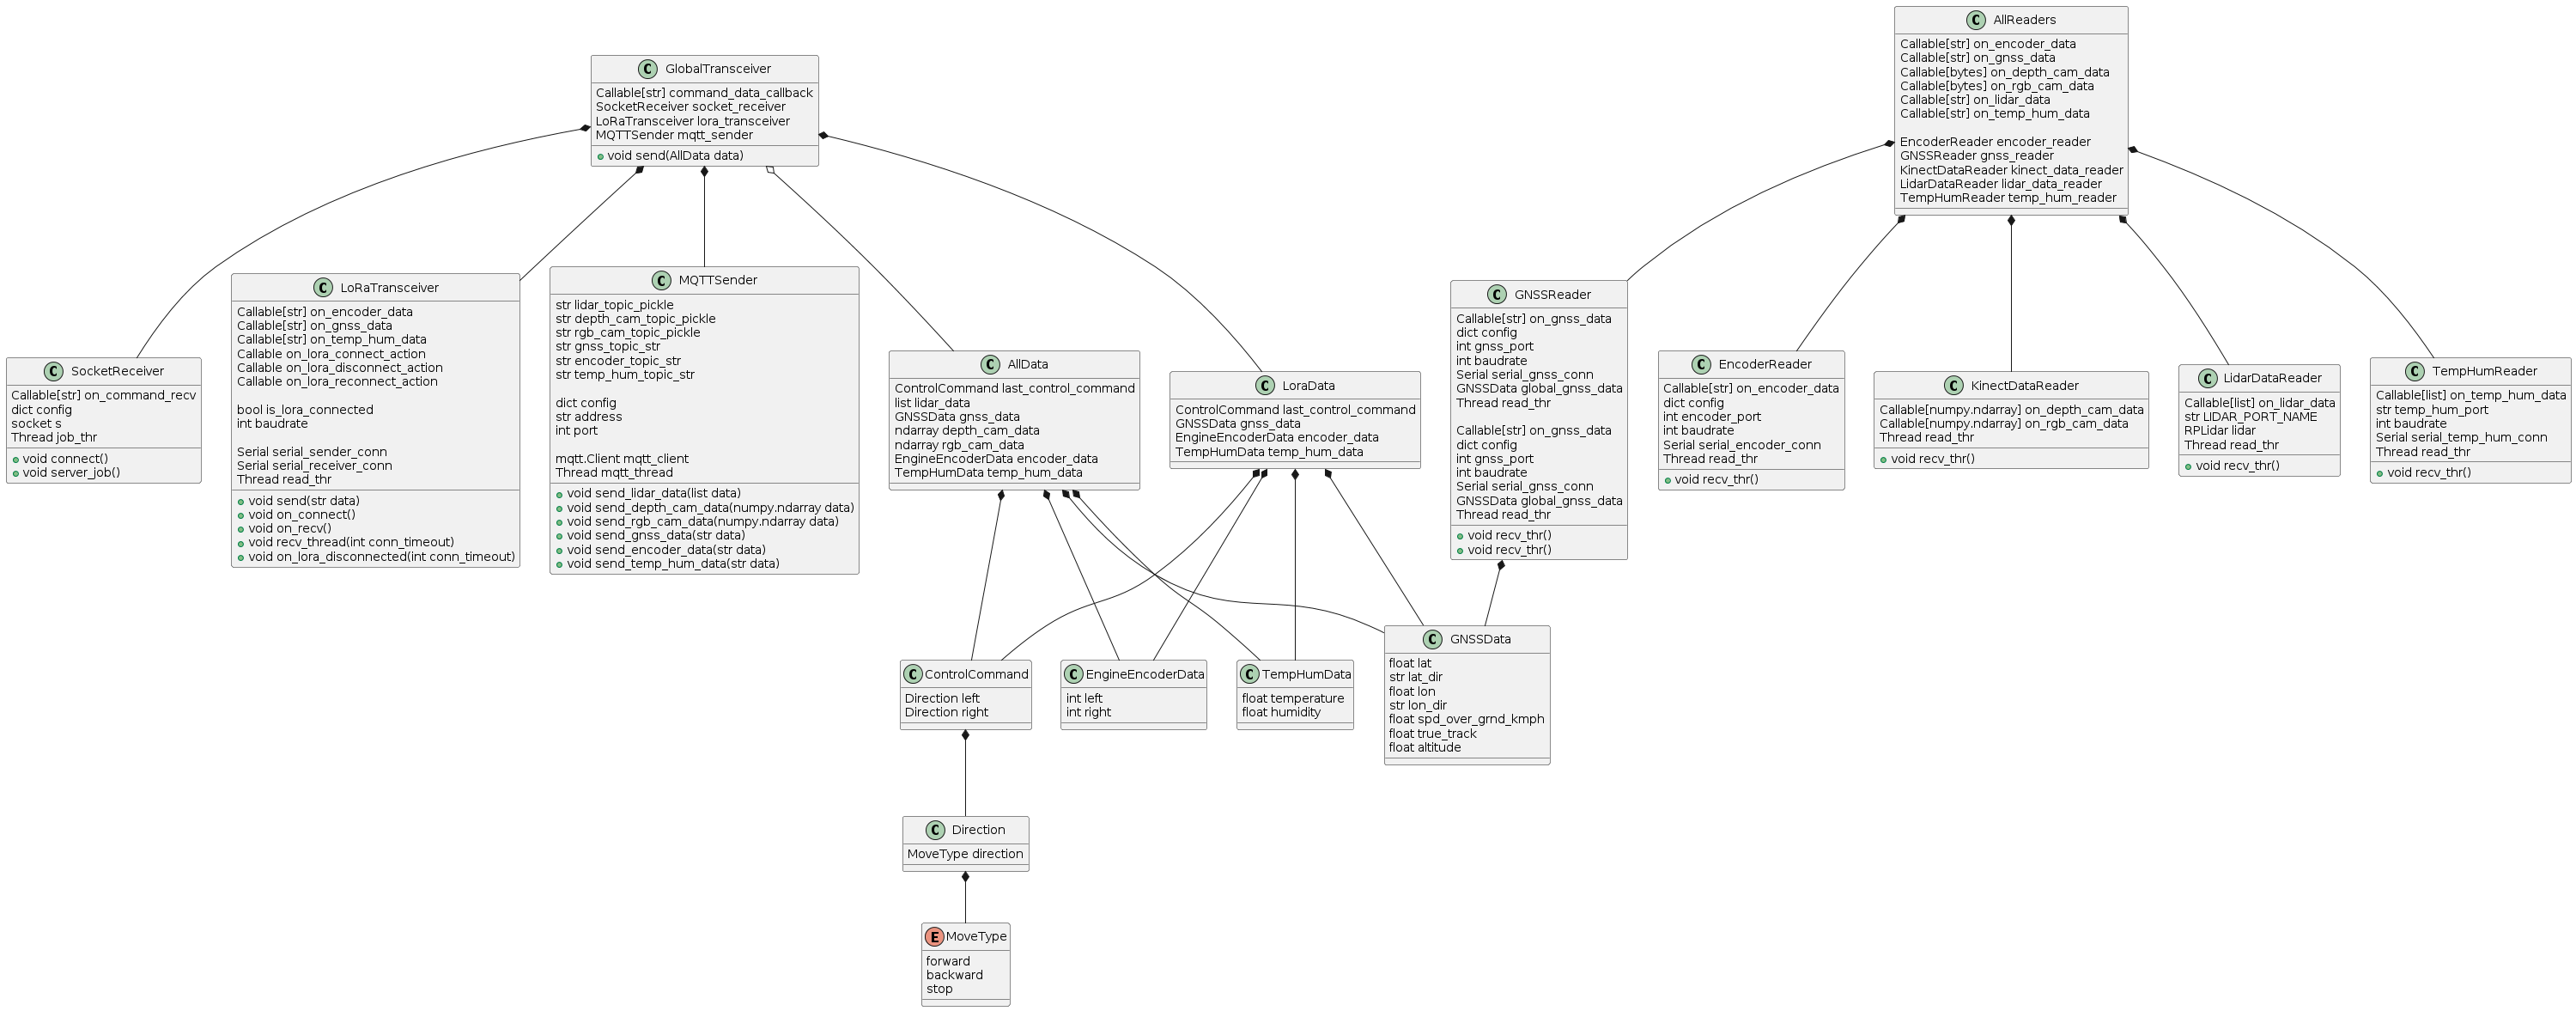 C AllReaders
Callable[str] on_encoder_data
Callable[str] on_gnss_data
Callable[bytes] on_depth_cam_data
Callable[bytes] on_rgb_cam_data
Callable[str] on_lidar_data
Callable[str] on_temp_hum_data
EncoderReader encoder_reader
GNSSReader gnss_reader
KinectDataReader kinect_data_reader
LidarDataReader lidar_data_reader
TempHumReader temp_hum_reader
C GlobalTransceiver
Callable[str] command_data_callback
SocketReceiver socket_receiver
LoRaTransceiver lora_transceiver
MQTTSender mqtt_sender
void send(AllData data)
C SocketReceiver
Callable[str] on_command_recv
dict config
socket s
Thread job_thr
void connect()
void server_job()
C LoRaTransceiver
Callable[str] on_encoder_data
Callable[str] on_gnss_data
Callable[str] on_temp_hum_data
Callable on_lora_connect_action
Callable on_lora_disconnect_action
Callable on_lora_reconnect_action
bool is_lora_connected
int baudrate
Serial serial_sender_conn
Serial serial_receiver_conn
Thread read_thr
void send(str data)
void on_connect()
void on_recv()
void recv_thread(int conn_timeout)
void on_lora_disconnected(int conn_timeout)
C MQTTSender
str lidar_topic_pickle
str depth_cam_topic_pickle
str rgb_cam_topic_pickle
str gnss_topic_str
str encoder_topic_str
str temp_hum_topic_str
dict config
str address
int port
mqtt.Client mqtt_client
Thread mqtt_thread
void send_lidar_data(list data)
void send_depth_cam_data(numpy.ndarray data)
void send_rgb_cam_data(numpy.ndarray data)
void send_gnss_data(str data)
void send_encoder_data(str data)
void send_temp_hum_data(str data)
C AllData
ControlCommand last_control_command
list lidar_data
GNSSData gnss_data
ndarray depth_cam_data
ndarray rgb_cam_data
EngineEncoderData encoder_data
TempHumData temp_hum_data
C LoraData
ControlCommand last_control_command
GNSSData gnss_data
EngineEncoderData encoder_data
TempHumData temp_hum_data
C GNSSReader
Callable[str] on_gnss_data
dict config
int gnss_port
int baudrate
Serial serial_gnss_conn
GNSSData global_gnss_data
Thread read_thr
Callable[str] on_gnss_data
dict config
int gnss_port
int baudrate
Serial serial_gnss_conn
GNSSData global_gnss_data
Thread read_thr
void recv_thr()
void recv_thr()
C EncoderReader
Callable[str] on_encoder_data
dict config
int encoder_port
int baudrate
Serial serial_encoder_conn
Thread read_thr
void recv_thr()
C KinectDataReader
Callable[numpy.ndarray] on_depth_cam_data
Callable[numpy.ndarray] on_rgb_cam_data
Thread read_thr
void recv_thr()
C LidarDataReader
Callable[list] on_lidar_data
str LIDAR_PORT_NAME
RPLidar lidar
Thread read_thr
void recv_thr()
C TempHumReader
Callable[list] on_temp_hum_data
str temp_hum_port
int baudrate
Serial serial_temp_hum_conn
Thread read_thr
void recv_thr()
C ControlCommand
Direction left
Direction right
C EngineEncoderData
int left
int right
C TempHumData
float temperature
float humidity
C GNSSData
float lat
str lat_dir
float lon
str lon_dir
float spd_over_grnd_kmph
float true_track
float altitude
C Direction
MoveType direction
E MoveType
forward
backward
stop